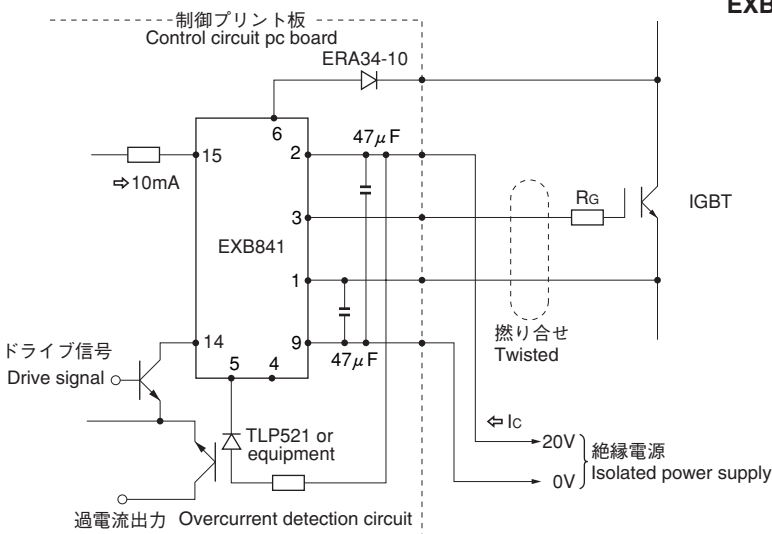 EXB
制御プリント板
Control circuit pc board
ERA34-10
6
47μF
15
2
⇨10mA
3
RG
IGBT
EXB841
1
撚り合せ
Twisted
ドライブ信号
Drive signal
14
9
5
4
47μF
⇦IC
TLP521 or
equipment
20V
絶縁電源
Isolated power supply
0V
過電流出力 Overcurrent detection circuit